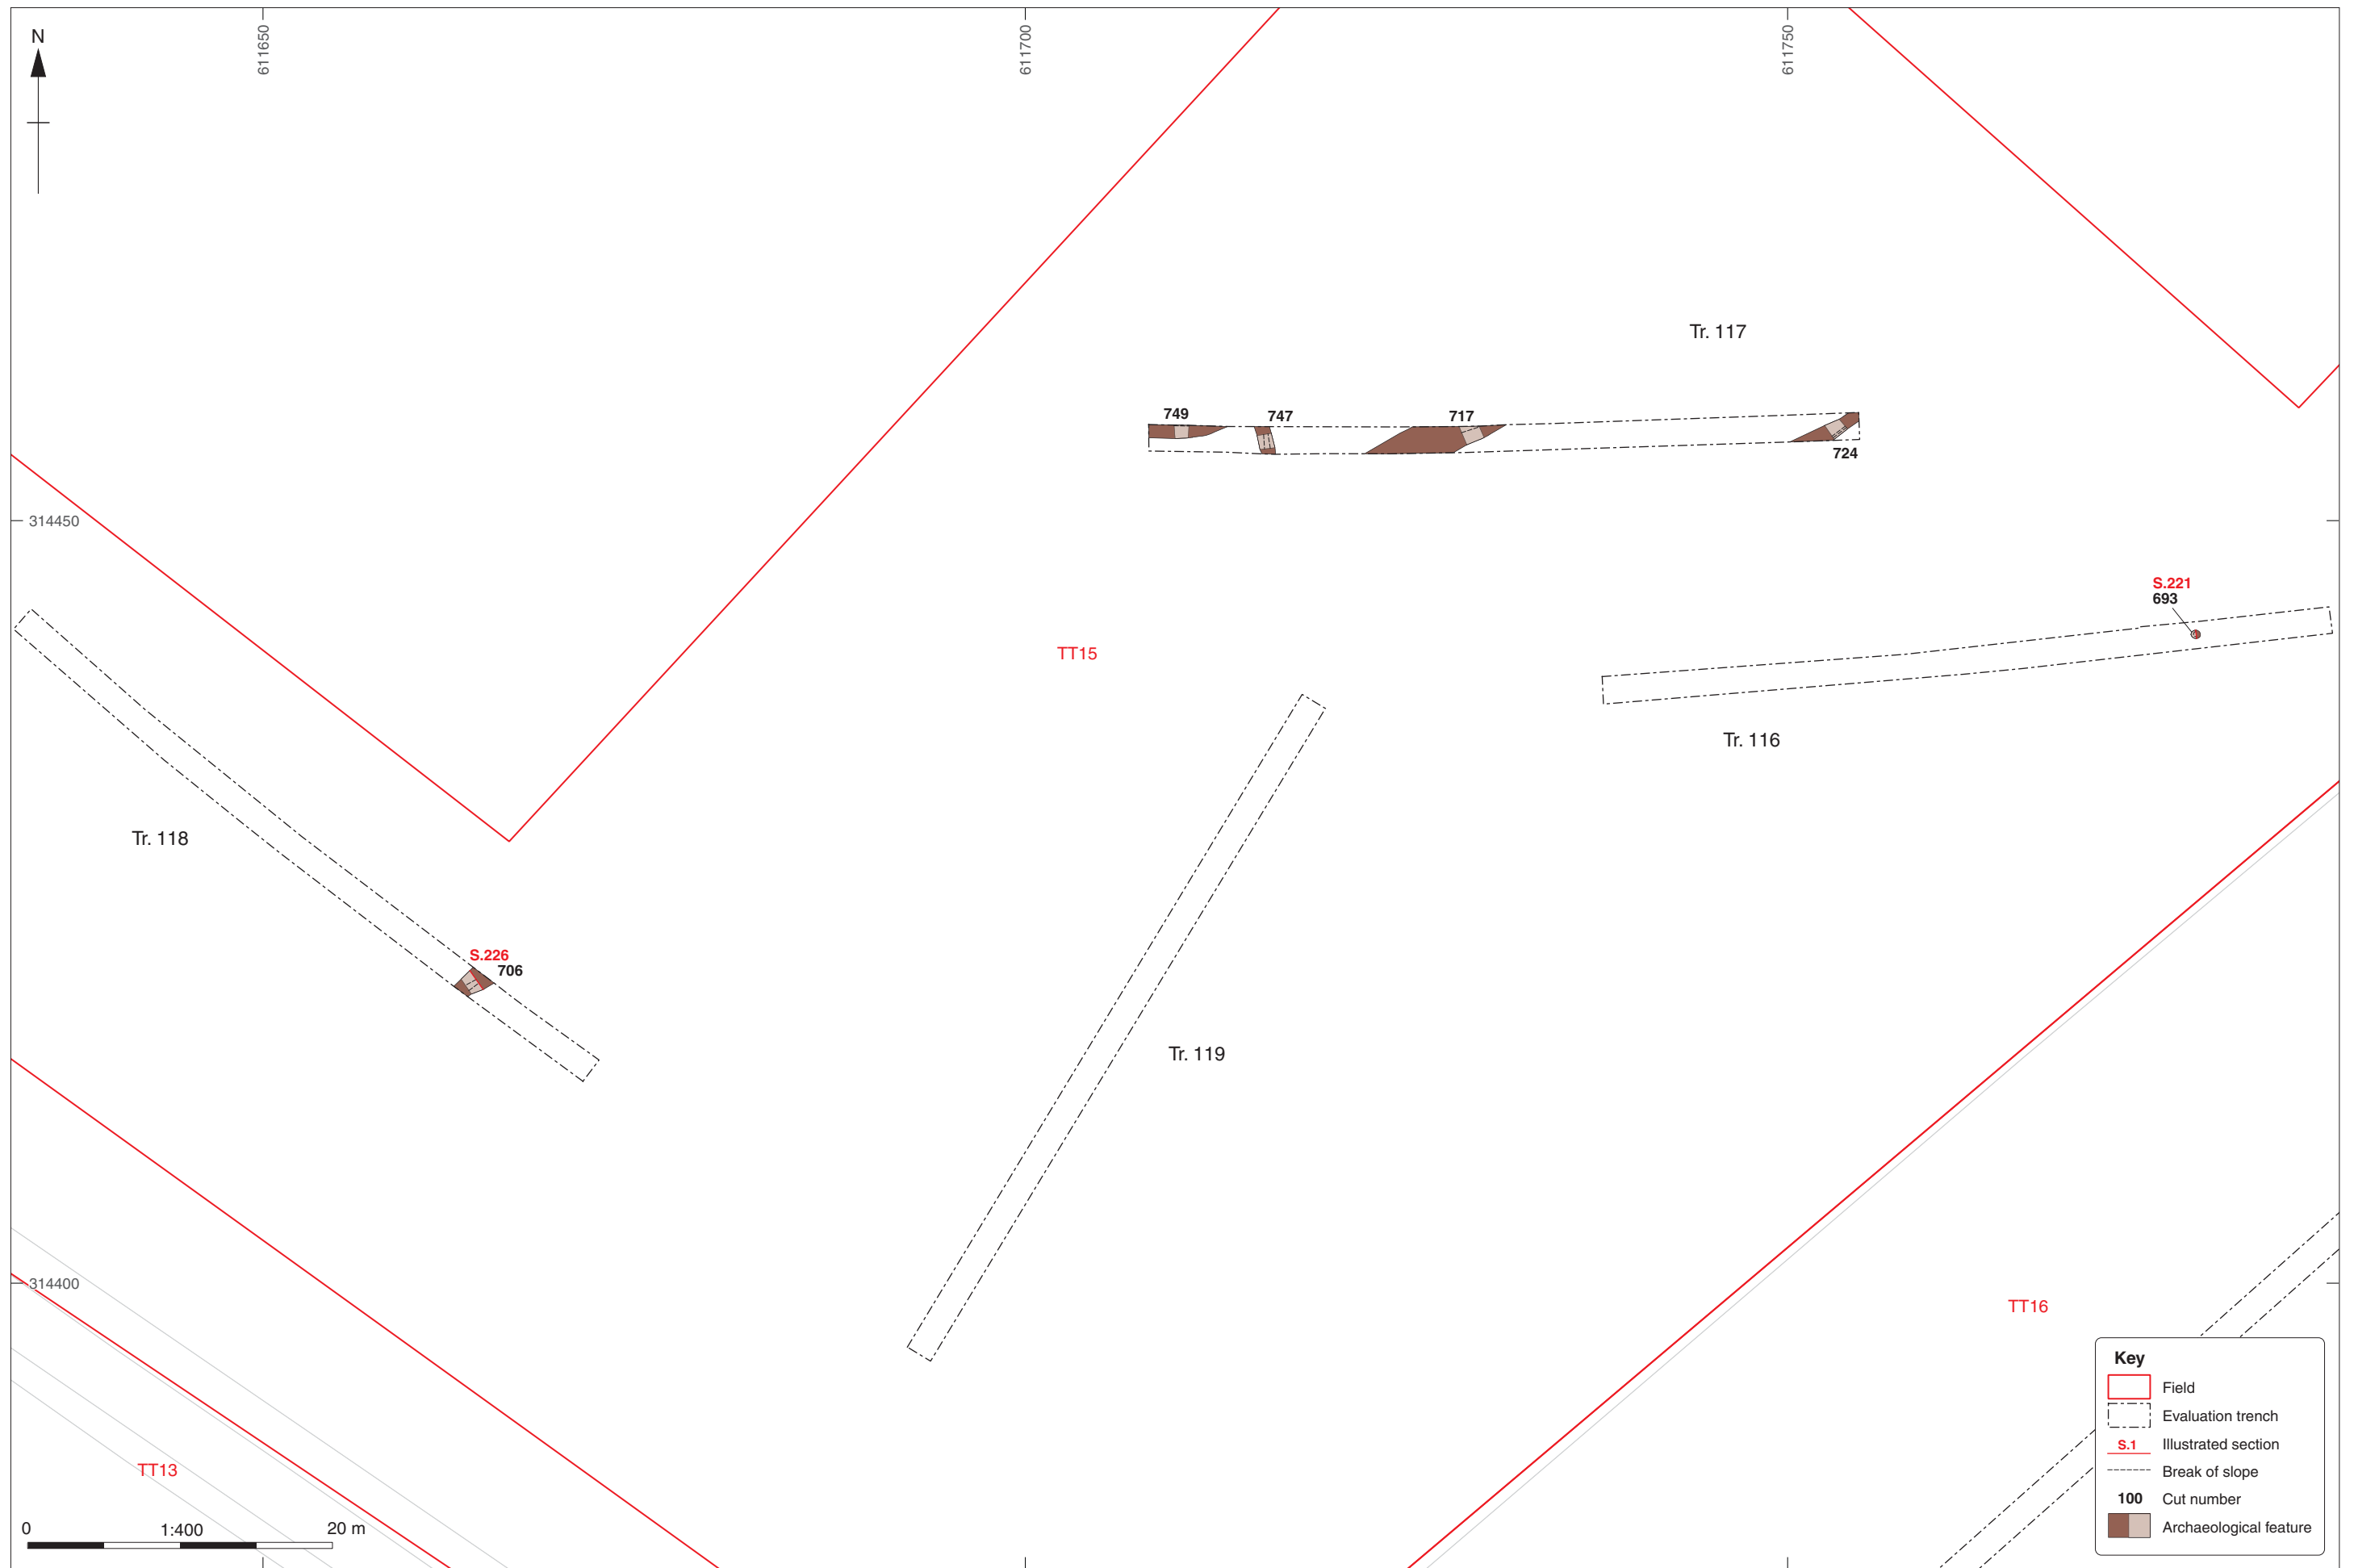 611650
611700
611750
N
Tr. 117
749
747
717
724
314450
S.221
693
TT15
Tr. 116
Tr. 118
S.226
706
Tr. 119
314400
TT16
TT13
0
1:400
20 m
Key
Field
Evaluation trench
S.1 Illustrated section
Break of slope
100 Cut number
Archaeological feature